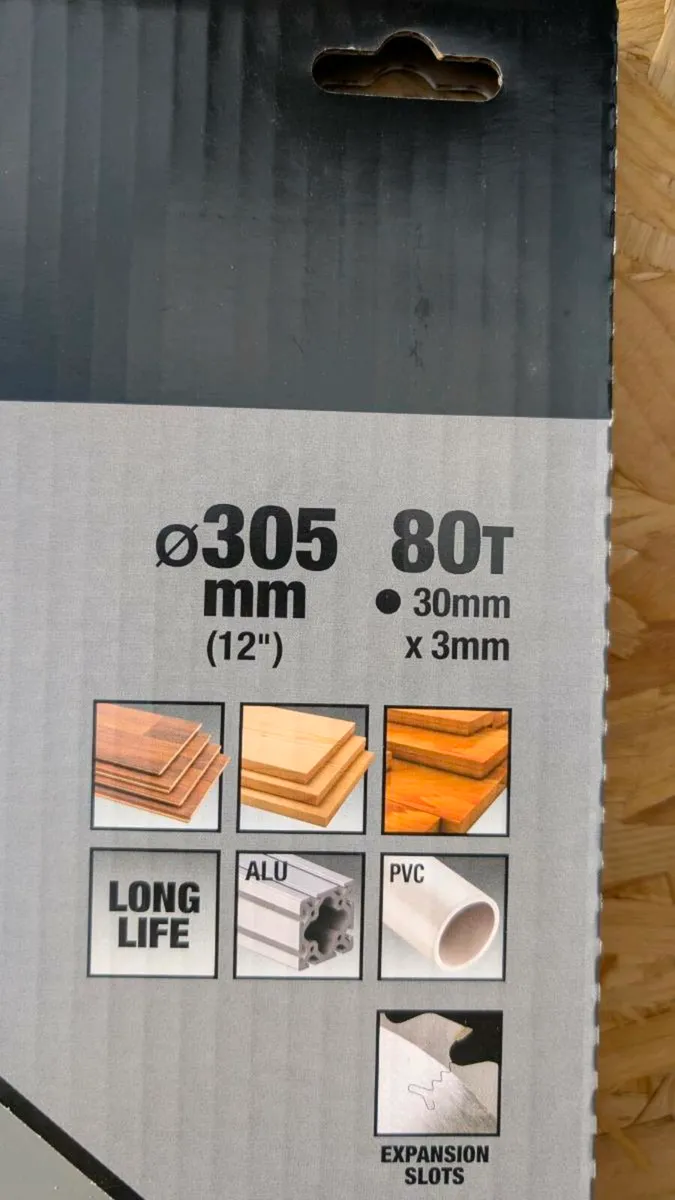 ø305
mm
(12")
80T
● 30mm
x 3mm
LONG
LIFE
ALU
PVC
EXPANSION
SLOTS